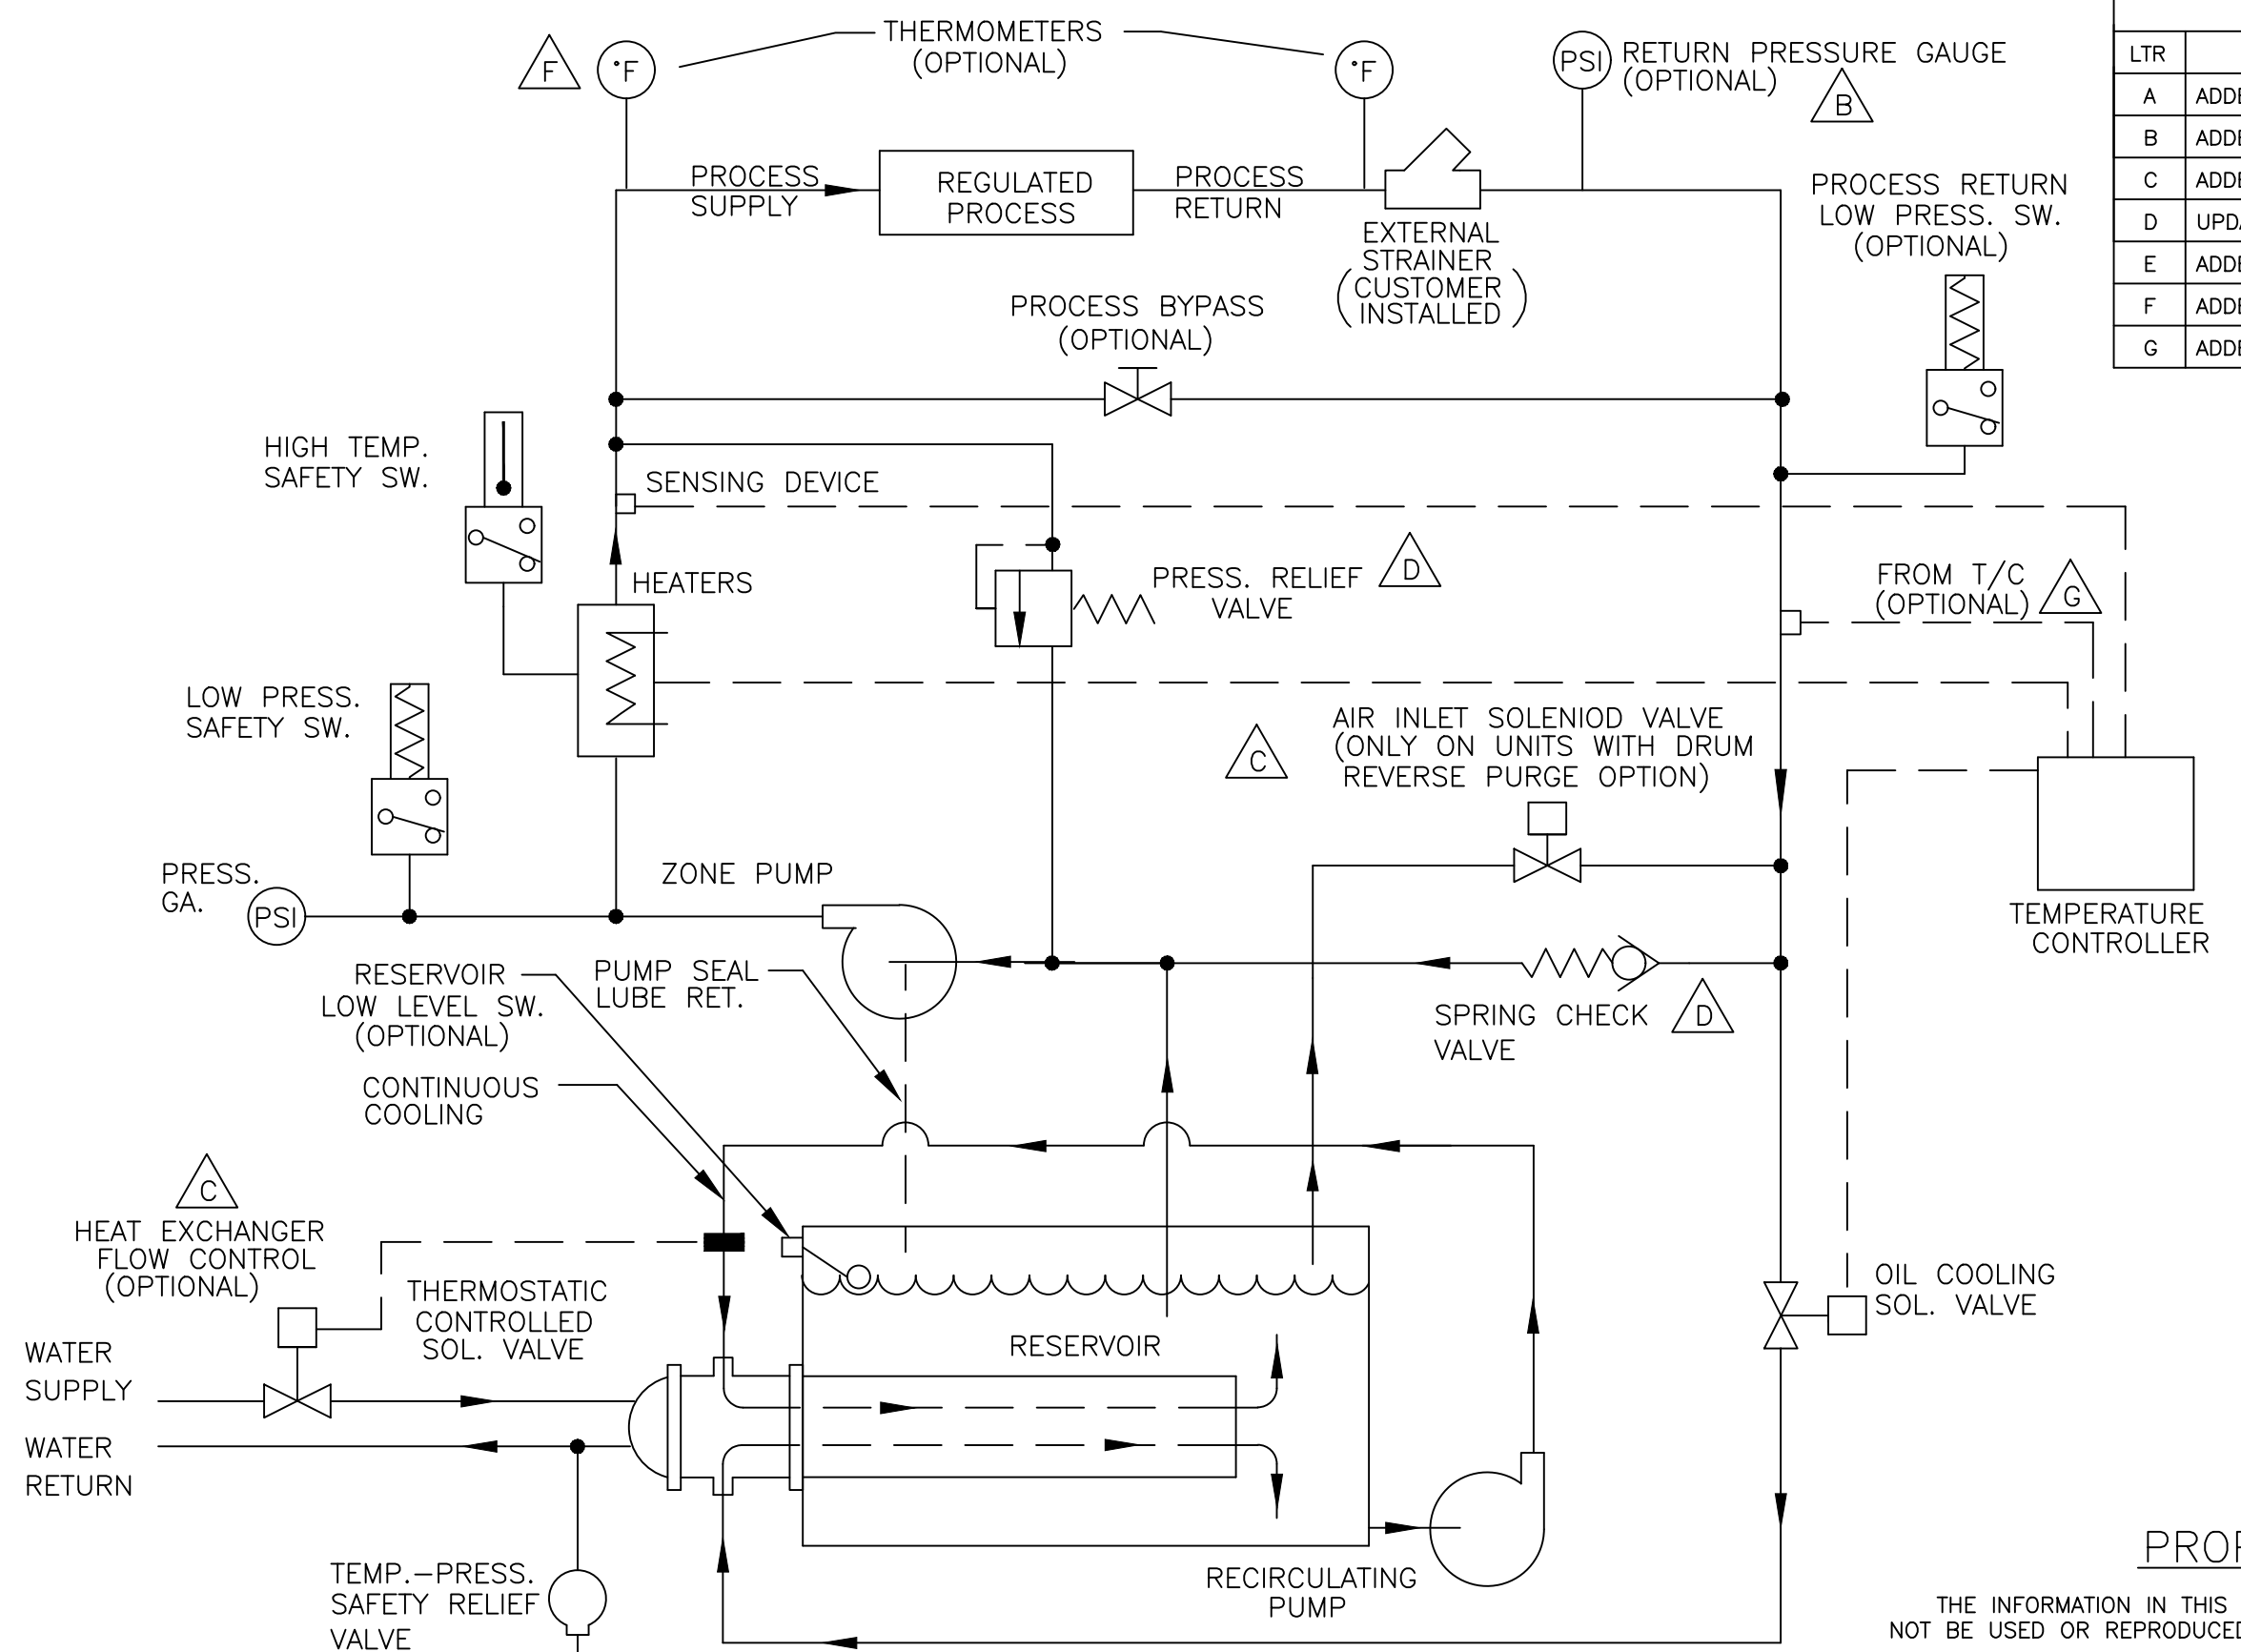 THERMOMETERS
(OPTIONAL)
F
°F
°F
PSI
RETURN PRESSURE GAUGE
(OPTIONAL)
B
LTR
A
B
C
D
E
F
G
PROCESS
SUPPLY
REGULATED
PROCESS
PROCESS
RETURN
EXTERNAL
STRAINER
(CUSTOMER
INSTALLED)
PROCESS RETURN
LOW PRESS. SW.
(OPTIONAL)
PROCESS BYPASS
(OPTIONAL)
HIGH TEMP.
SAFETY SW.
SENSING DEVICE
HEATERS
PRESS. RELIEF
VALVE
D
FROM T/C
(OPTIONAL)
G
LOW PRESS.
SAFETY SW.
C
AIR INLET SOLENIOD VALVE
(ONLY ON UNITS WITH DRUM
REVERSE PURGE OPTION)
PRESS.
GA.
PSI
ZONE PUMP
TEMPERATURE
CONTROLLER
RESERVOIR
LOW LEVEL SW.
(OPTIONAL)
PUMP SEAL
LUBE RET.
SPRING CHECK
VALVE
D
CONTINUOUS
COOLING
C
HEAT EXCHANGER
FLOW CONTROL
(OPTIONAL)
THERMOSTATIC
CONTROLLED
SOL. VALVE
OIL COOLING
SOL. VALVE
WATER
SUPPLY
RESERVOIR
WATER
RETURN
TEMP.-PRESS.
SAFETY RELIEF
VALVE
RECIRCULATING
PUMP
THE INFORMATION IN THIS
NOT BE USED OR REPRODUCED